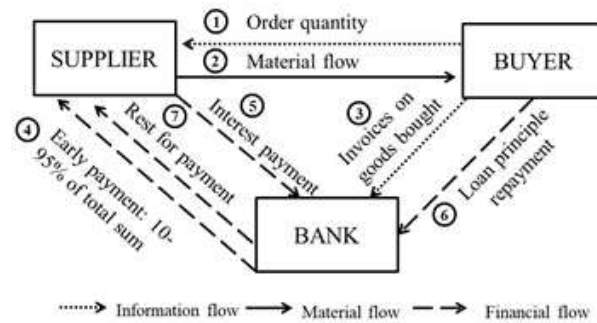 1 Order quantity
SUPPLIER
2 Material flow
BUYER
3 Invoices on
goods bought
4 Early payment: 10-
95% of total sum
5 Interest payment
6 Loan principle
repayment
7 Rest for payment
BANK
Information flow
Material flow
Financial flow